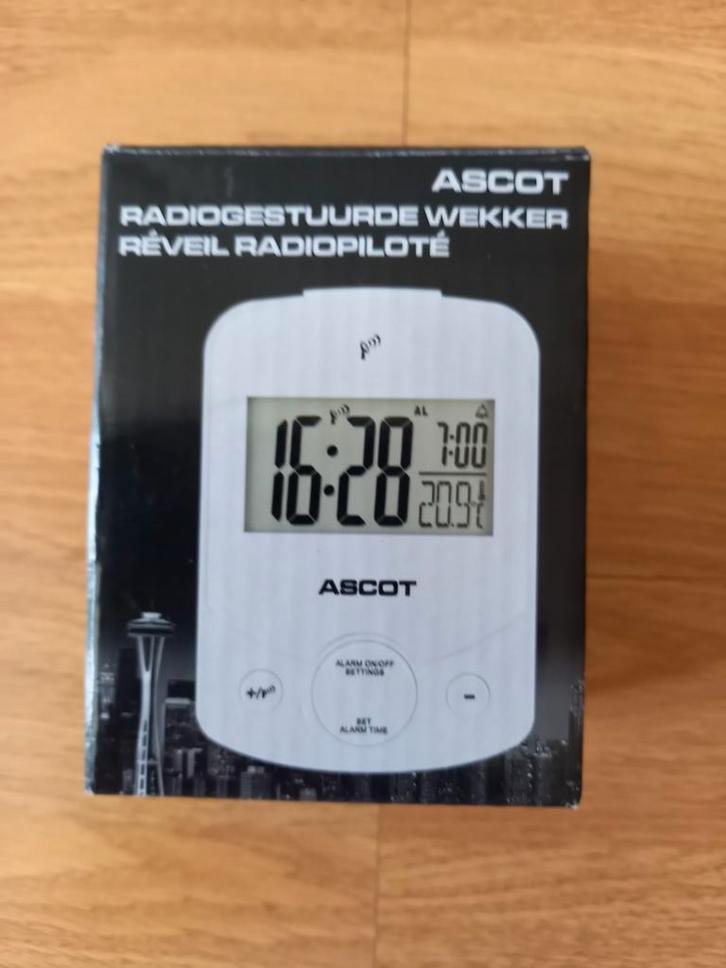 ASCOT
RADIOGESTUURDE WEKKER
RÉVEIL RADIOPILOTÉ
AL
16:28
7:00
20.9°C
ASCOT
ALARM ON/OFF
SETTINGS
+/
-
SET
ALARM TIME